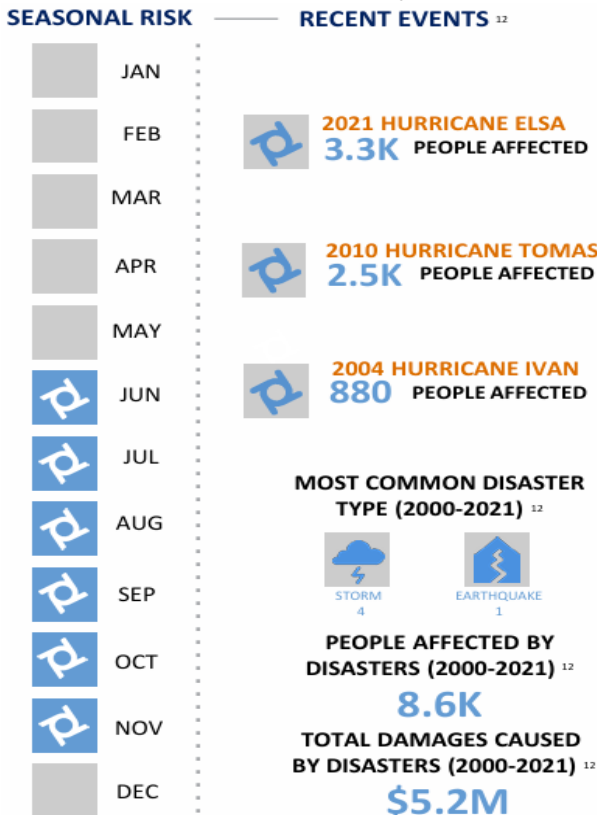 SEASONAL RISK
RECENT EVENTS 12
JAN
FEB
MAR
APR
MAY
JUN
JUL
AUG
SEP
OCT
NOV
DEC
2021 HURRICANE ELSA
3.3K PEOPLE AFFECTED
2010 HURRICANE TOMAS
2.5K PEOPLE AFFECTED
2004 HURRICANE IVAN
880 PEOPLE AFFECTED
MOST COMMON DISASTER
TYPE (2000-2021) 12
STORM
4
EARTHQUAKE
1
PEOPLE AFFECTED BY
DISASTERS (2000-2021) 12
8.6K
TOTAL DAMAGES CAUSED
BY DISASTERS (2000-2021) 12
$5.2M